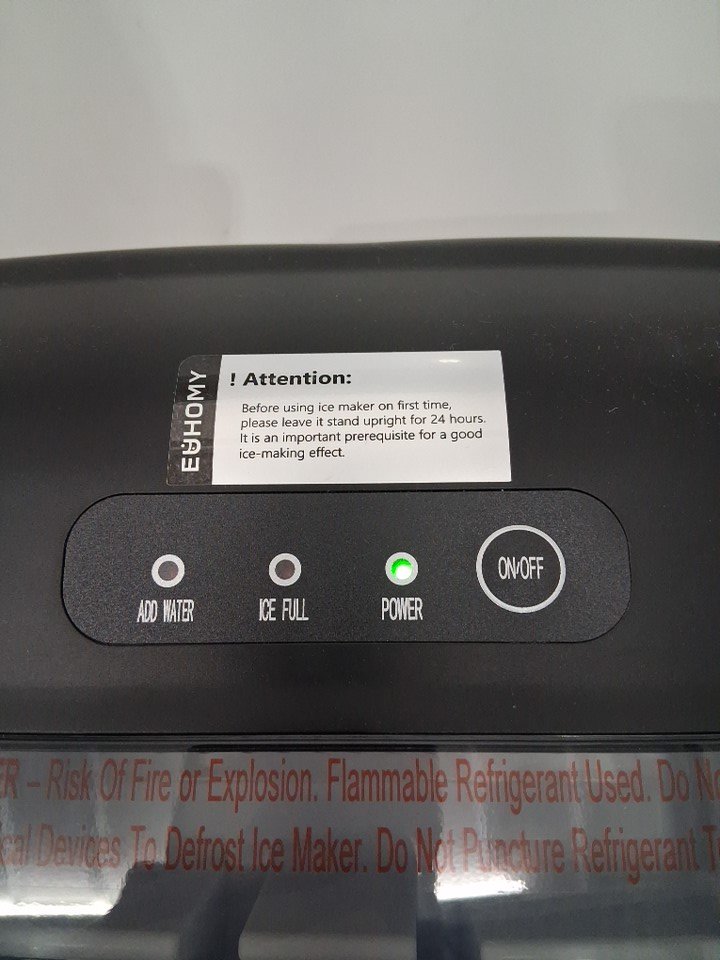 EUHOMY
! Attention:
Before using ice maker on first time,
please leave it stand upright for 24 hours.
It is an important prerequisite for a good
ice-making effect.
ADD WATER
ICE FULL
POWER
ON/OFF
– Risk Of Fire or Explosion. Flammable Refrigerant Used. Do
Devices To Defrost Ice Maker. Do Not Puncture Refrigerant